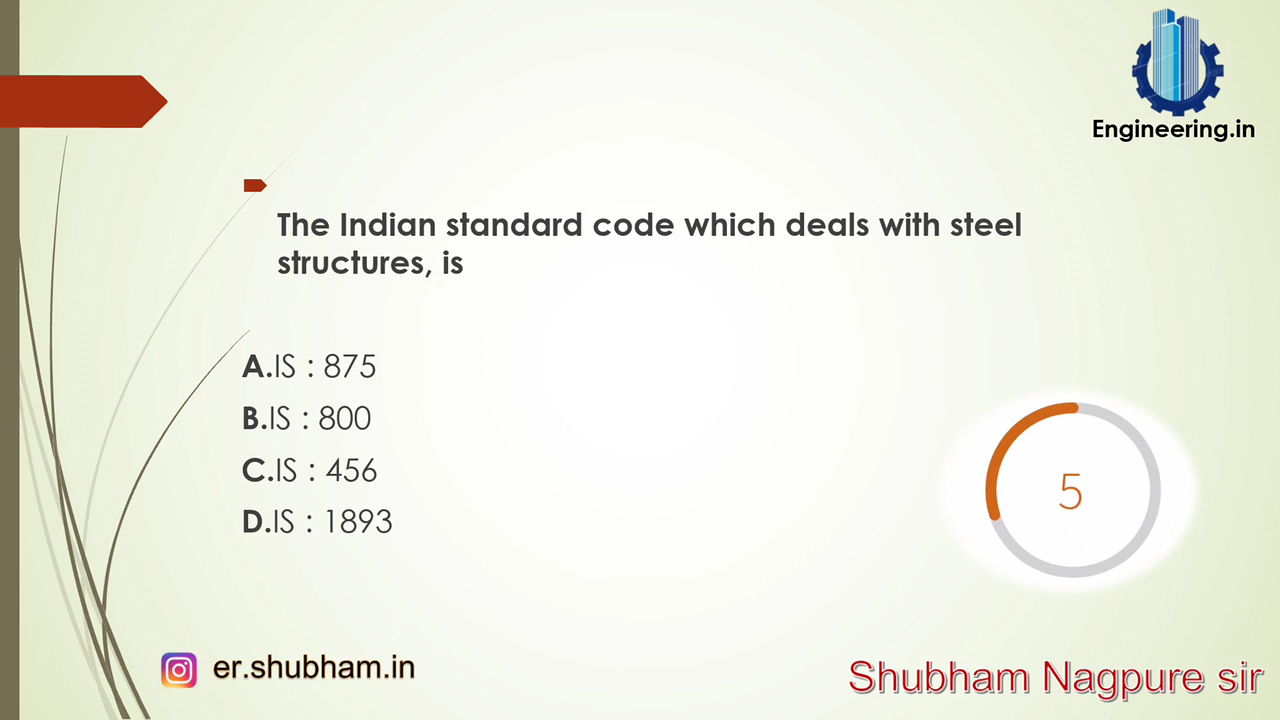 Engineering.in
The Indian standard code which deals with steel
structures, is
A.IS : 875
B.IS : 800
C.IS : 456
D.IS : 1893
5
er.shubham.in
Shubham Nagpure sir